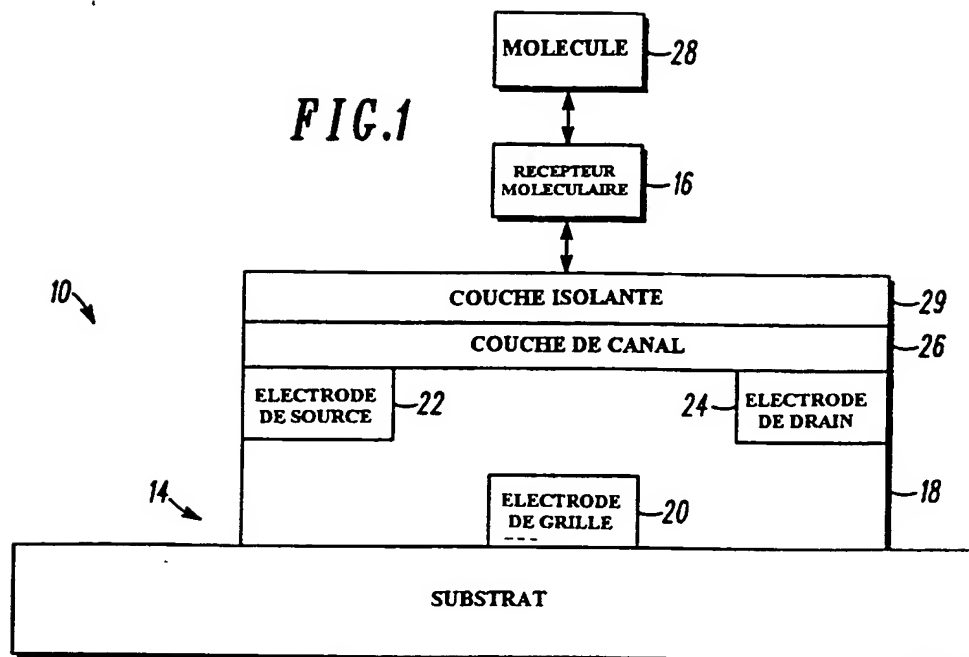 MOLECULE
28
FIG.1
RECEPTEUR
MOLECULAIRE
16
10
COUCHE ISOLANTE
29
COUCHE DE CANAL
26
ELECTRODE
DE SOURCE
22
24
ELECTRODE
DE DRAIN
14
ELECTRODE
DE GRILLE
20
18
SUBSTRAT